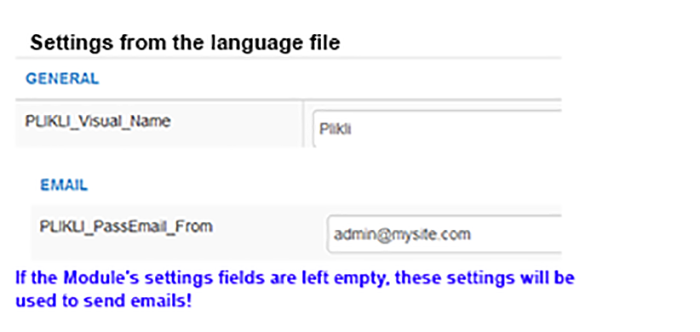 Settings from the language file
GENERAL
PLIKLI_Visual_Name
Plikli
EMAIL
PLIKLI_PassEmail_From
admin@mysite.com
If the Module's settings fields are left empty, these settings will be
used to send emails!